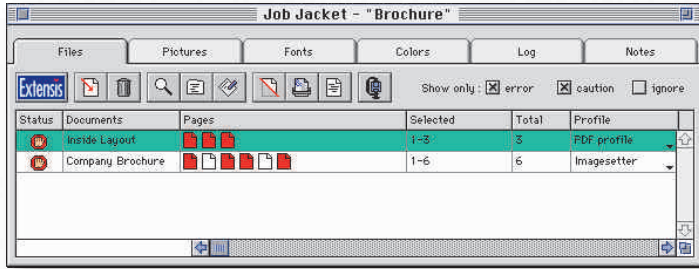 Job Jacket - "Brochure"
Files Pictures Fonts Colors Log Notes
Extensis Show only: error caution ignore
Status Documents Pages Selected Total Profile
Inside Layout 1-3 3 PDF profile
Company Brochure 1-6 6 Imagesetter